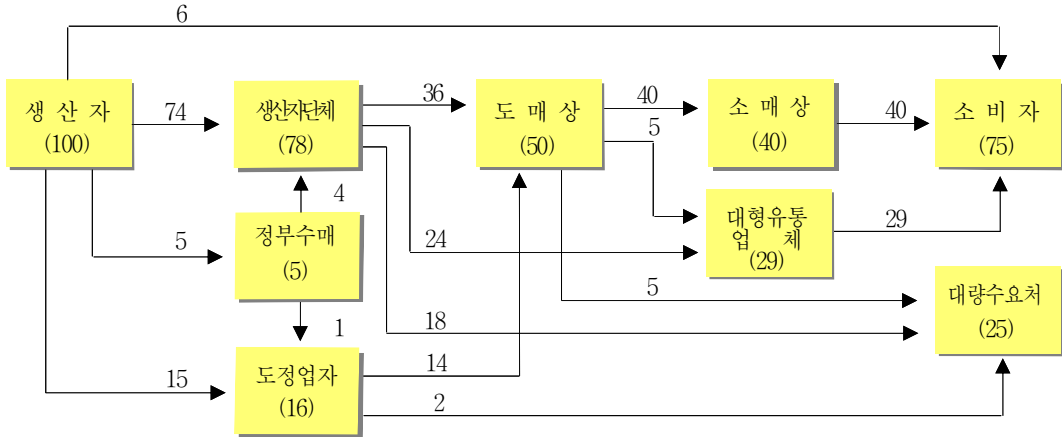 6
생 산 자
(100)
74
생산자단체
(78)
36
도 매 상
(50)
40
5
소 매 상
(40)
40
소 비 자
(75)
4
5
정부수매
(5)
24
대형유통
업 체
(29)
29
5
대량수요처
(25)
1
18
15
도정업자
(16)
14
2